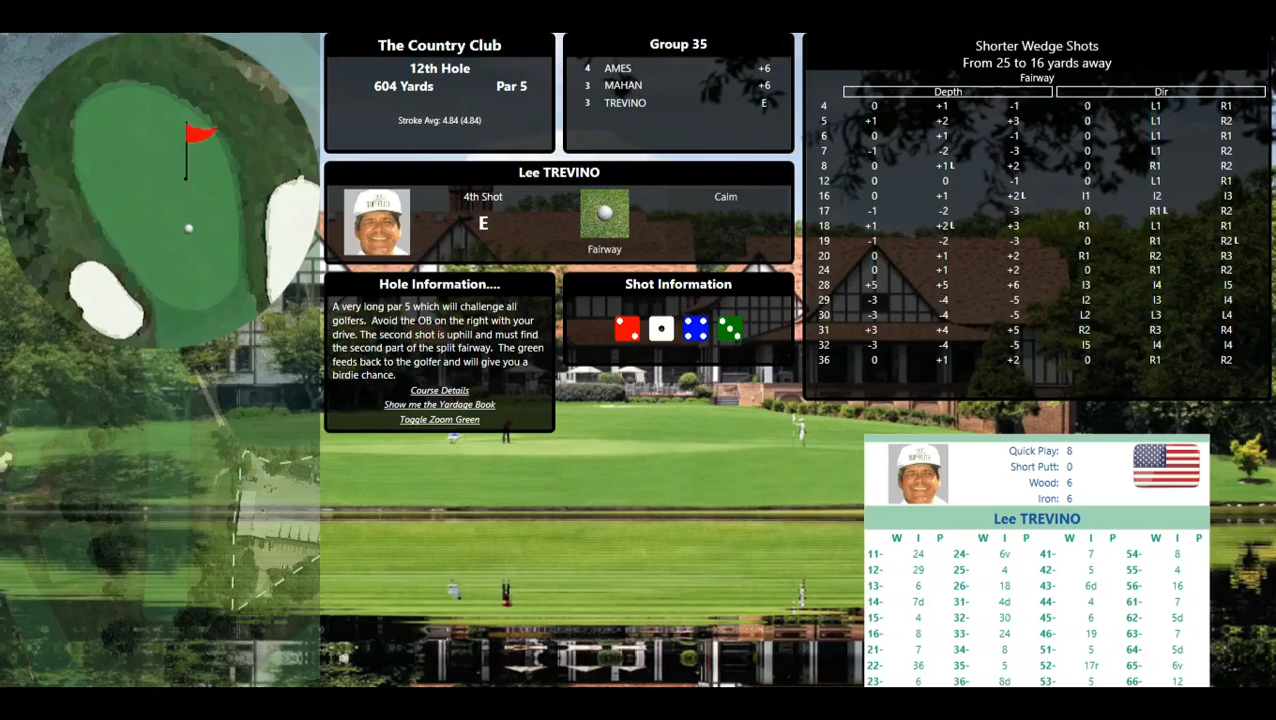 The Country Club
12th Hole
604 Yards Par 5
Stroke Avg: 4.84 (4.84)
Group 35
4 AMES +6
3 MAHAN +6
3 TREVINO E
Lee TREVINO
4th Shot
E
Fairway
Calm
Hole Information....
A very long par 5 which will challenge all
golfers. Avoid the OB on the right with your
drive. The second shot is uphill and must find
the second part of the split fairway. The green
feeds back to the golfer and will give you a
birdie chance.
Course Details
Show me the Yardage Book
Toggle Zoom Green
Shot Information
Shorter Wedge Shots
From 25 to 16 yards away
Fairway
Depth Dir
4 0 +1 -1 0 L1 R1
5 +1 +2 +3 0 L1 R2
6 0 +1 -1 0 L1 R1
7 -1 -2 -3 0 L1 R2
8 0 +1 L +2 0 R1 R2
12 0 0 -1 0 L1 R1
16 0 +1 +2 L I1 I2 I3
17 -1 -2 -3 0 R1 L R2
18 +1 +2 L +3 R1 L1 R2
19 -1 -2 -3 0 R1 R2 L
20 0 +1 +2 R1 R2 R3
24 0 +1 +2 0 R1 R2
28 +5 +5 +6 I3 I4 I5
29 -3 -4 -5 I2 I3 I4
30 -3 -4 -5 L2 L3 L4
31 +3 +4 +5 R2 R3 R4
32 -3 -4 -5 I5 I4 I4
36 0 +1 +2 0 R1 R2
Quick Play: 8
Short Putt: 0
Wood: 6
Iron: 6
Lee TREVINO
W I P W I P W I P W I P
11- 24 24- 6v 41- 7 54- 8
12- 29 25- 4 42- 5 55- 4
13- 6 26- 18 43- 6d 56- 16
14- 7d 31- 4d 44- 4 61- 7
15- 4 32- 30 45- 6 62- 5d
16- 8 33- 24 46- 19 63- 7
21- 7 34- 8 51- 5 64- 5d
22- 36 35- 5 52- 17r 65- 6v
23- 6 36- 8d 53- 5 66- 12